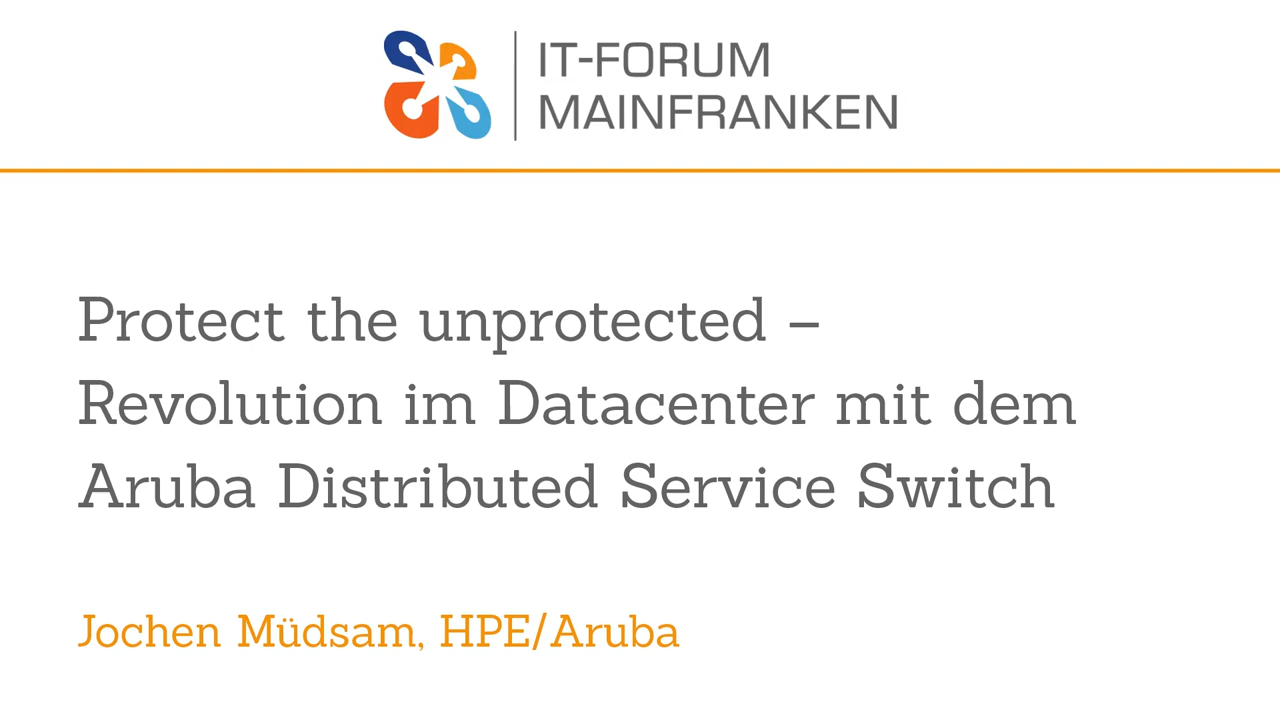 IT-FORUM
MAINFRANKEN
Protect the unprotected –
Revolution im Datacenter mit dem
Aruba Distributed Service Switch
Jochen Müdsam, HPE/Aruba